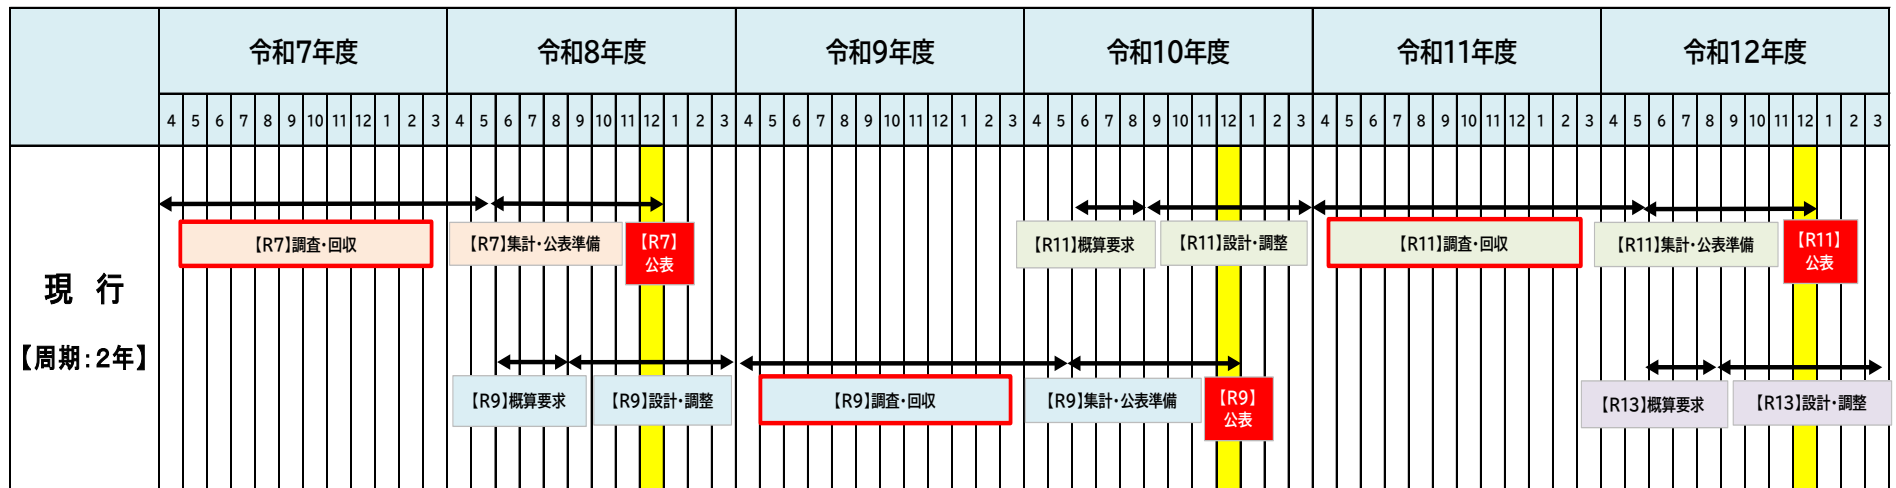 令和7年度 令和8年度 令和9年度 令和10年度 令和11年度 令和12年度
4 5 6 7 8 9 10 11 12 1 2 3 4 5 6 7 8 9 10 11 12 1 2 3 4 5 6 7 8 9 10 11 12 1 2 3 4 5 6 7 8 9 10 11 12 1 2 3 4 5 6 7 8 9 10 11 12 1 2 3 4 5 6 7 8 9 10 11 12 1 2 3
現 行
【周期:2年】
【R7】調査・回収
【R7】集計・公表準備
【R7】
公表
【R11】概算要求
【R11】設計・調整
【R11】調査・回収
【R11】集計・公表準備
【R11】
公表
【R9】概算要求
【R9】設計・調整
【R9】調査・回収
【R9】集計・公表準備
【R9】
公表
【R13】概算要求
【R13】設計・調整